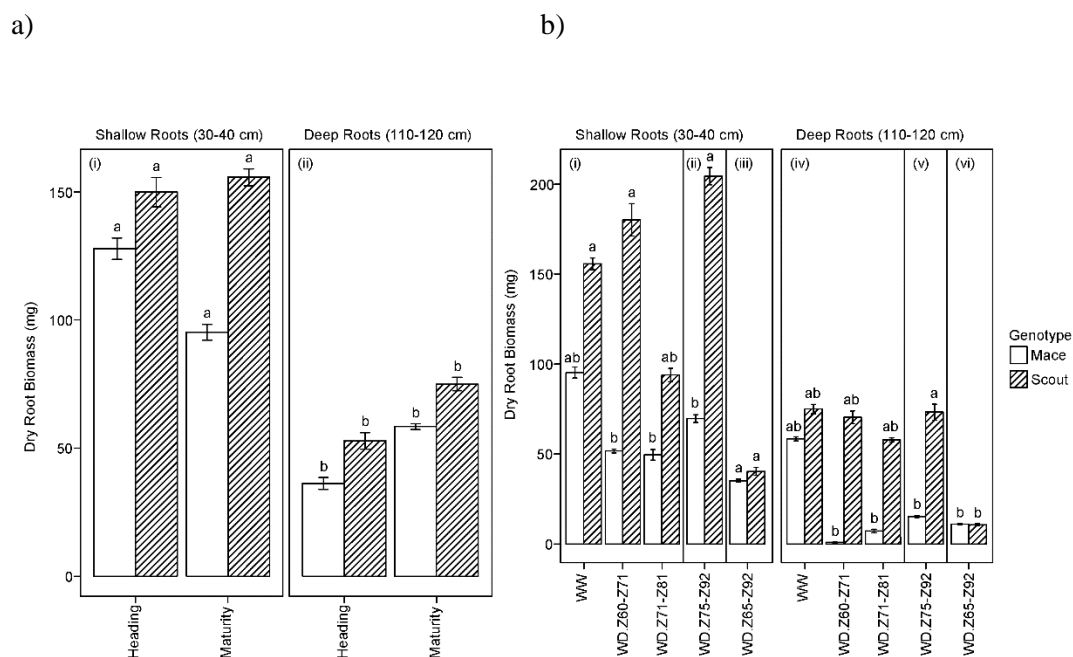 a)
Shallow Roots (30-40 cm)
Deep Roots (110-120 cm)
Dry Root Biomass (mg)
150
100
50
0
(i)
a
a
a
a
(ii)
b
b
b
b
Heading
Maturity
Heading
Maturity
b)
Shallow Roots (30-40 cm)
Deep Roots (110-120 cm)
Dry Root Biomass (mg)
200
150
100
50
0
(i)
ab
a
b
a
b
ab
(ii)
b
a
(iii)
a
a
(iv)
ab
ab
b
ab
b
ab
(v)
b
a
(vi)
b
b
WW
WD.Z60-Z71
WD.Z71-Z81
WD.Z75-Z92
WD.Z65-Z92
WW
WD.Z60-Z71
WD.Z71-Z81
WD.Z75-Z92
WD.Z65-Z92
Genotype
Mace
Scout